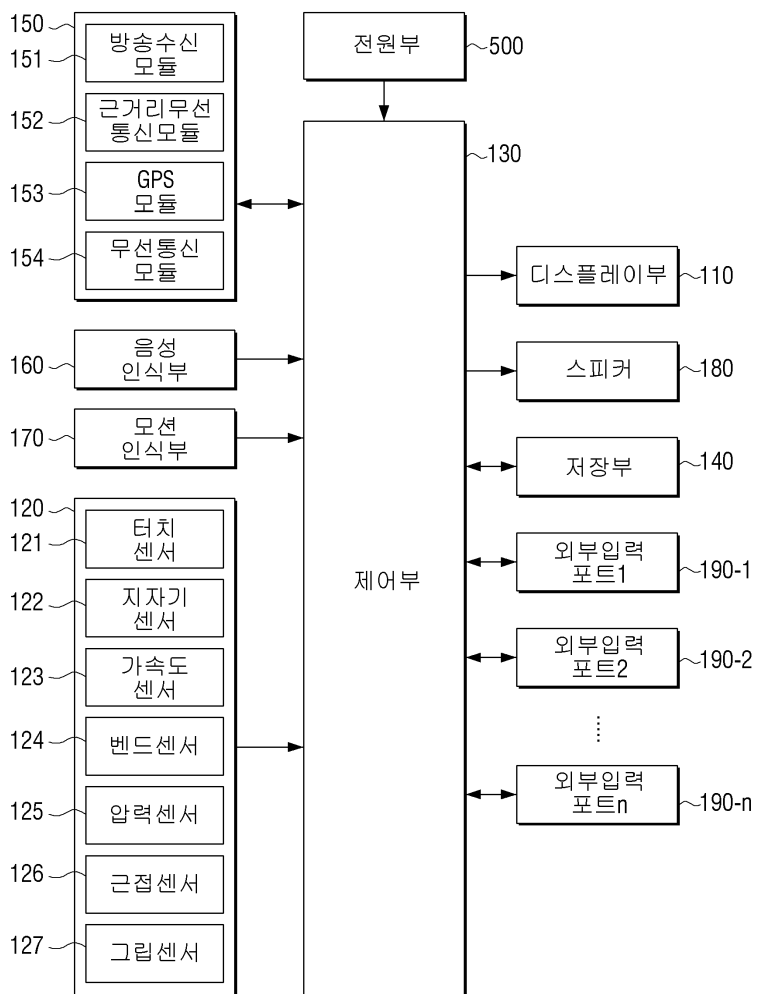 150
151
방송수신
모듈
152
근거리무선
통신모듈
153
GPS
모듈
154
무선통신
모듈
160
음성
인식부
170
모션
인식부
120
121
터치
센서
122
지자기
센서
123
가속도
센서
124
벤드센서
125
압력센서
126
근접센서
127
그립센서
전원부
500
130
제어부
디스플레이부
110
스피커
180
저장부
140
외부입력
포트1
190-1
외부입력
포트2
190-2
외부입력
포트n
190-n